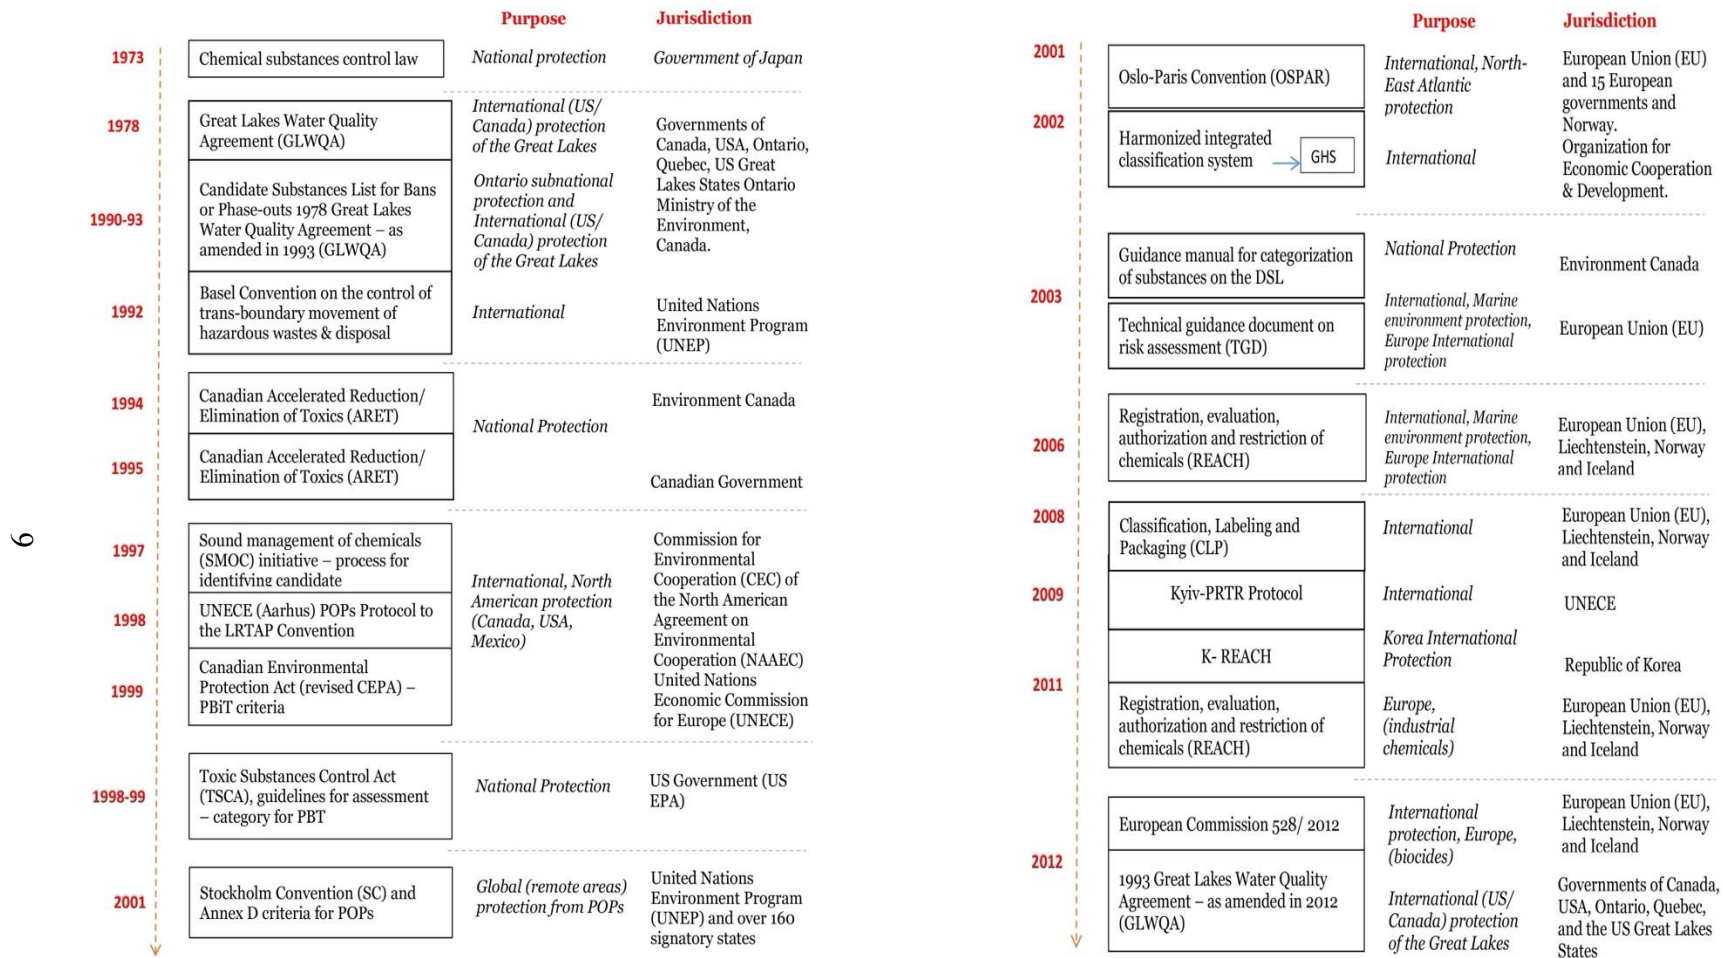 Purpose Jurisdiction
1973
Chemical substances control law
National protection
Government of Japan
1978
Great Lakes Water Quality
Agreement (GLWQA)
International (US/
Canada) protection
of the Great Lakes
Governments of
Canada, USA, Ontario,
Quebec, US Great
Lakes States Ontario
Ministry of the
Environment,
Canada.
1990-93
Candidate Substances List for Bans
or Phase-outs 1978 Great Lakes
Water Quality Agreement – as
amended in 1993 (GLWQA)
Ontario subnational
protection and
International (US/
Canada) protection
of the Great Lakes
1992
Basel Convention on the control of
trans-boundary movement of
hazardous wastes & disposal
International
United Nations
Environment Program
(UNEP)
1994
Canadian Accelerated Reduction/
Elimination of Toxics (ARET)
National Protection
Environment Canada
1995
Canadian Accelerated Reduction/
Elimination of Toxics (ARET)
Canadian Government
1997
Sound management of chemicals
(SMOC) initiative – process for
identifying candidate
International, North
American protection
(Canada, USA,
Mexico)
Commission for
Environmental
Cooperation (CEC) of
the North American
Agreement on
Environmental
Cooperation (NAAEC)
United Nations
Economic Commission
for Europe (UNECE)
1998
UNECE (Aarhus) POPs Protocol to
the LRTAP Convention
1999
Canadian Environmental
Protection Act (revised CEPA) –
PBiT criteria
1998-99
Toxic Substances Control Act
(TSCA), guidelines for assessment
– category for PBT
National Protection
US Government (US
EPA)
2001
Stockholm Convention (SC) and
Annex D criteria for POPs
Global (remote areas)
protection from POPs
United Nations
Environment Program
(UNEP) and over 160
signatory states
9
Purpose Jurisdiction
2001
Oslo-Paris Convention (OSPAR)
International, North-
East Atlantic
protection
European Union (EU)
and 15 European
governments and
Norway.
Organization for
Economic Cooperation
& Development.
2002
Harmonized integrated
classification system
GHS
International
2003
Guidance manual for categorization
of substances on the DSL
National Protection
Environment Canada
Technical guidance document on
risk assessment (TGD)
International, Marine
environment protection,
Europe International
protection
European Union (EU)
2006
Registration, evaluation,
authorization and restriction of
chemicals (REACH)
International, Marine
environment protection,
Europe International
protection
European Union (EU),
Liechtenstein, Norway
and Iceland
2008
Classification, Labeling and
Packaging (CLP)
International
European Union (EU),
Liechtenstein, Norway
and Iceland
2009
Kyiv-PRTR Protocol
International
UNECE
K- REACH
Korea International
Protection
Republic of Korea
2011
Registration, evaluation,
authorization and restriction of
chemicals (REACH)
Europe,
(industrial
chemicals)
European Union (EU),
Liechtenstein, Norway
and Iceland
2012
European Commission 528/ 2012
International
protection, Europe,
(biocides)
European Union (EU),
Liechtenstein, Norway
and Iceland
1993 Great Lakes Water Quality
Agreement – as amended in 2012
(GLWQA)
International (US/
Canada) protection
of the Great Lakes
Governments of Canada,
USA, Ontario, Quebec,
and the US Great Lakes
States